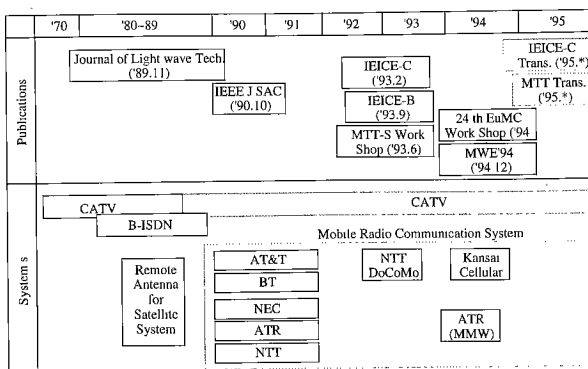 '70 '80~89 '90 '91 '92 '93 '94 '95
Publications
Journal of Light wave Tech.
('89.11)
IEEE J SAC
('90.10)
IEICE-C
('93.2)
IEICE-B
('93.9)
MTT-S Work
Shop ('93.6)
IEICE-C
Trans. ('95.*)
MTT Trans.
('95.*)
24 th EuMC
Work Shop ('94
MWE'94
('94 12)
System s
CATV
CATV
B-ISDN
Mobile Radio Communication System
Remote
Antenna
for
Satellite
System
AT&T
BT
NEC
ATR
NTT
NTT
DoCoMo
Kansai
Cellular
ATR
(MMW)